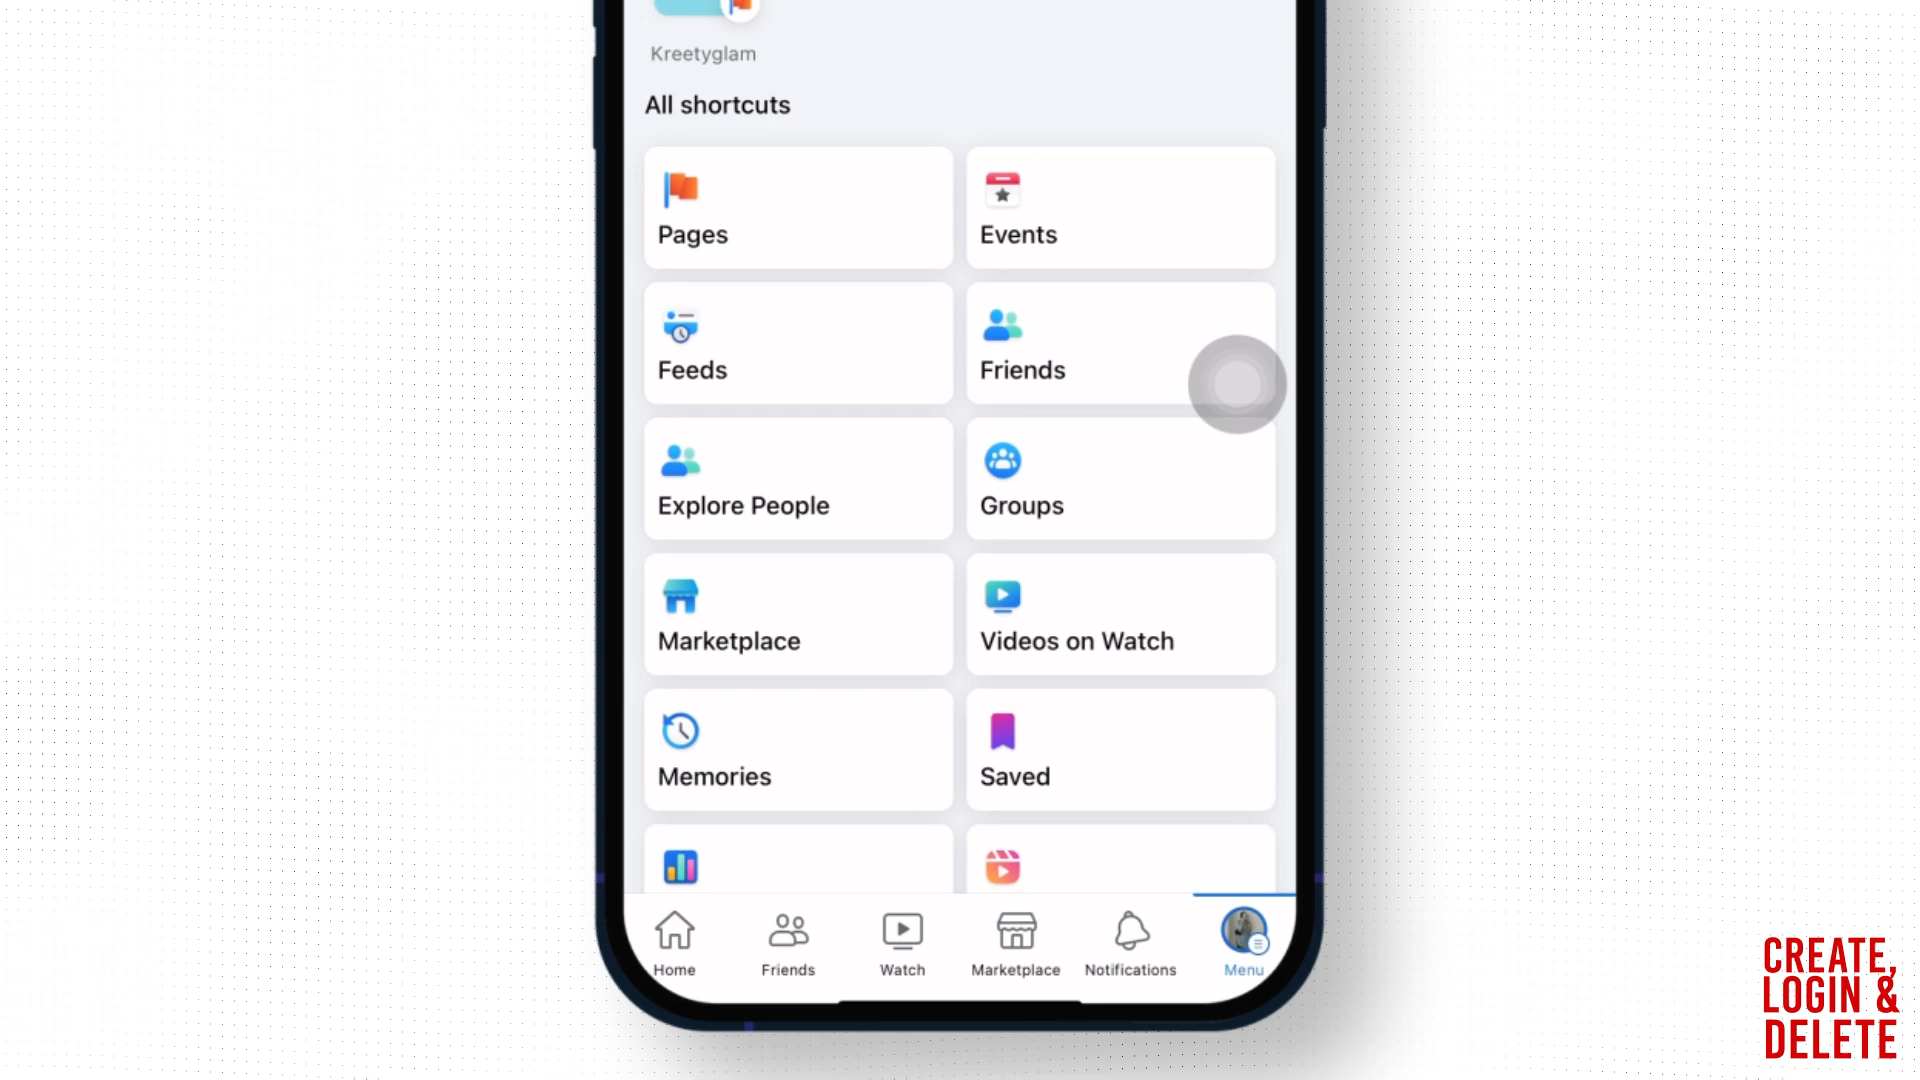 Kreetyglam
All shortcuts
Pages
Events
Feeds
Friends
Explore People
Groups
Marketplace
Videos on Watch
Memories
Saved
Home
Friends
Watch
Marketplace
Notifications
Menu
CREATE,
LOGIN &
DELETE